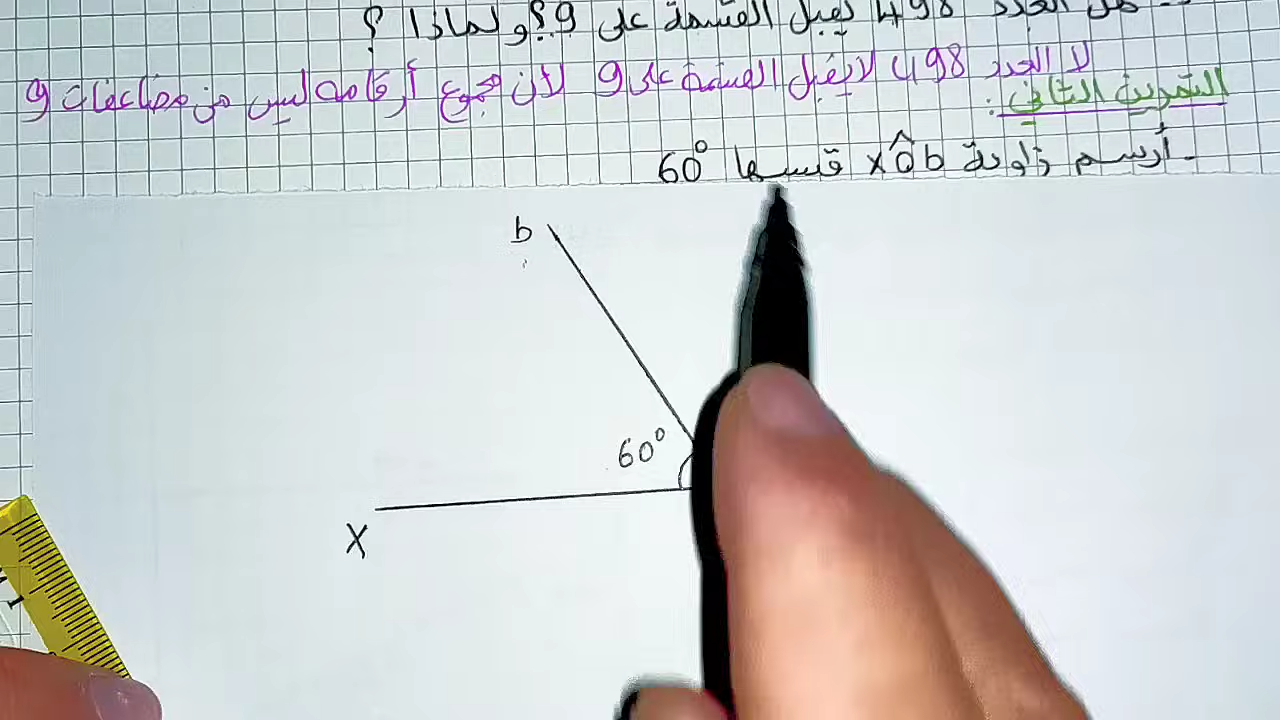 هل العدد 498 يقبل القسمة على 9؟ ولماذا ؟
لا العدد 498 لا يقبل القسمة على 9 لأن مجموع أرقامه ليس من مضاعفات 9
التمرين الثاني :
- أرسم زاوية xÔb قيسها 60°
b
60°
X